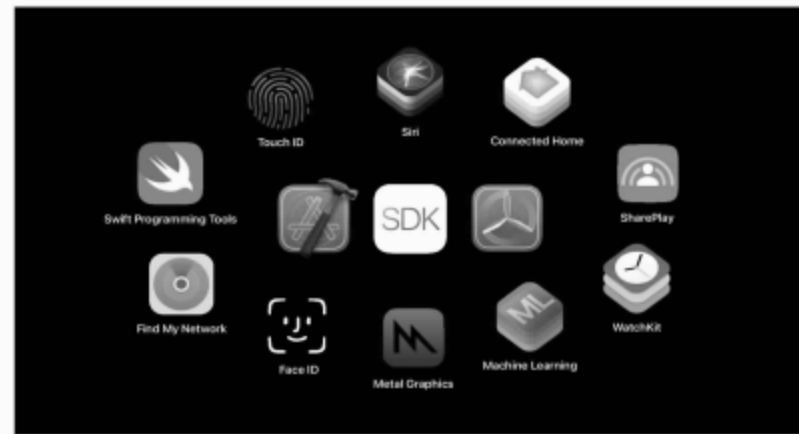 Touch ID
Siri
Connected Home
Swift Programming Tools
SDK
SharePlay
Find My Network
Face ID
Metal Graphics
ML
Machine Learning
WatchKit